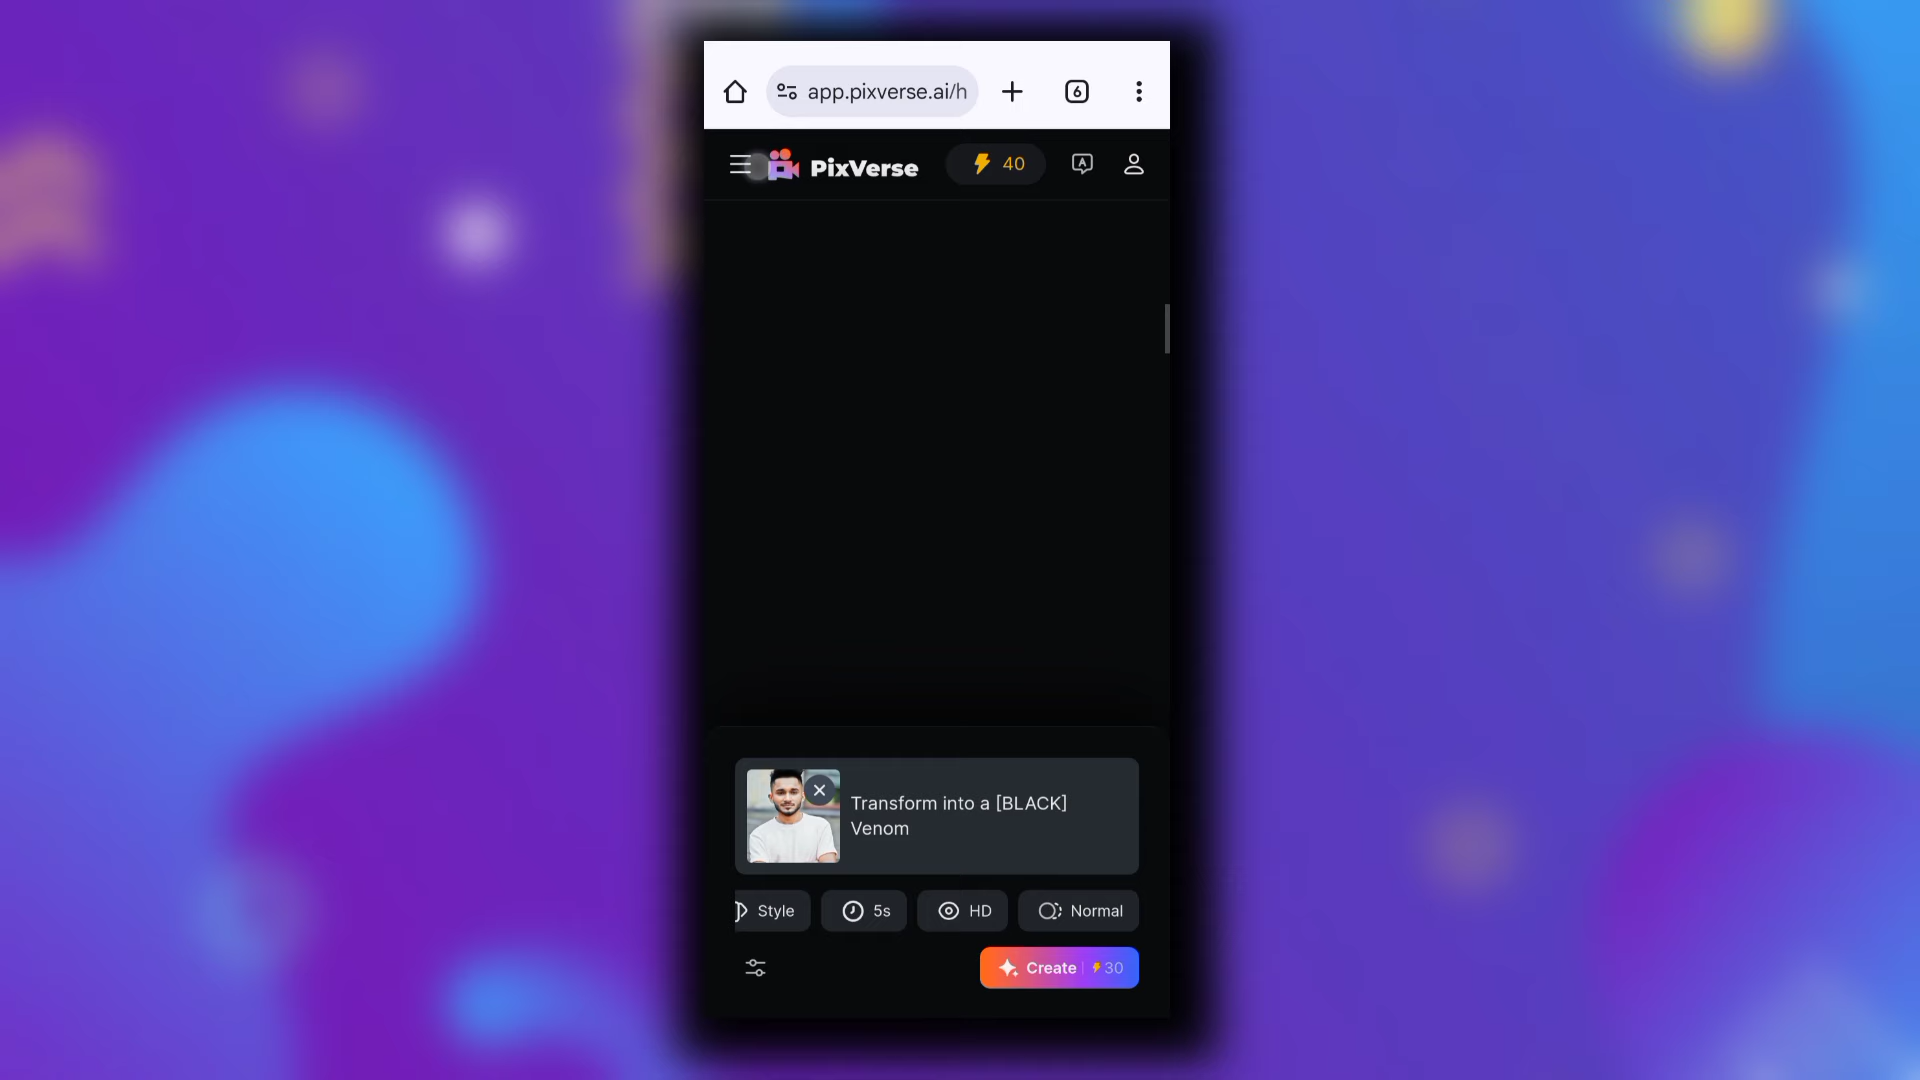 app.pixverse.ai/h
6
PixVerse
40
A
Transform into a [BLACK]
Venom
Style
5s
HD
Normal
Create
30